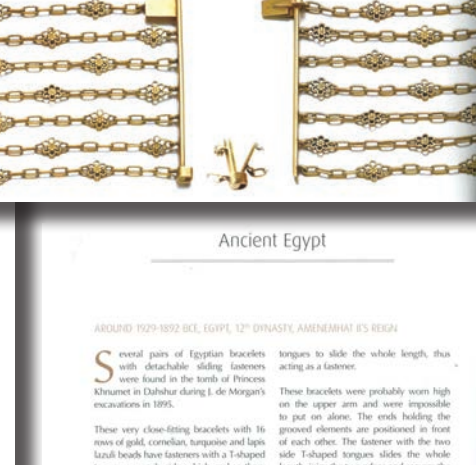 Ancient Egypt
AROUND 1929-1892 BCE, EGYPT, 12th DYNASTY, AMENEMHAT II'S REIGN
Several pairs of Egyptian bracelets
with detachable sliding fasteners
were found in the tomb of Princess
Khnumet in Dahshur during J. de Morgan's
excavations in 1895.
These very close-fitting bracelets with 16
rows of gold, cornelian, turquoise and lapis
lazuli beads have fasteners with a T-shaped
tongues to slide the whole length, thus
acting as a fastener.
These bracelets were probably worn high
on the upper arm and were impossible
to put on alone. The ends holding the
grooved elements are positioned in front
of each other. The fastener with the two
side T-shaped tongues slides the whole